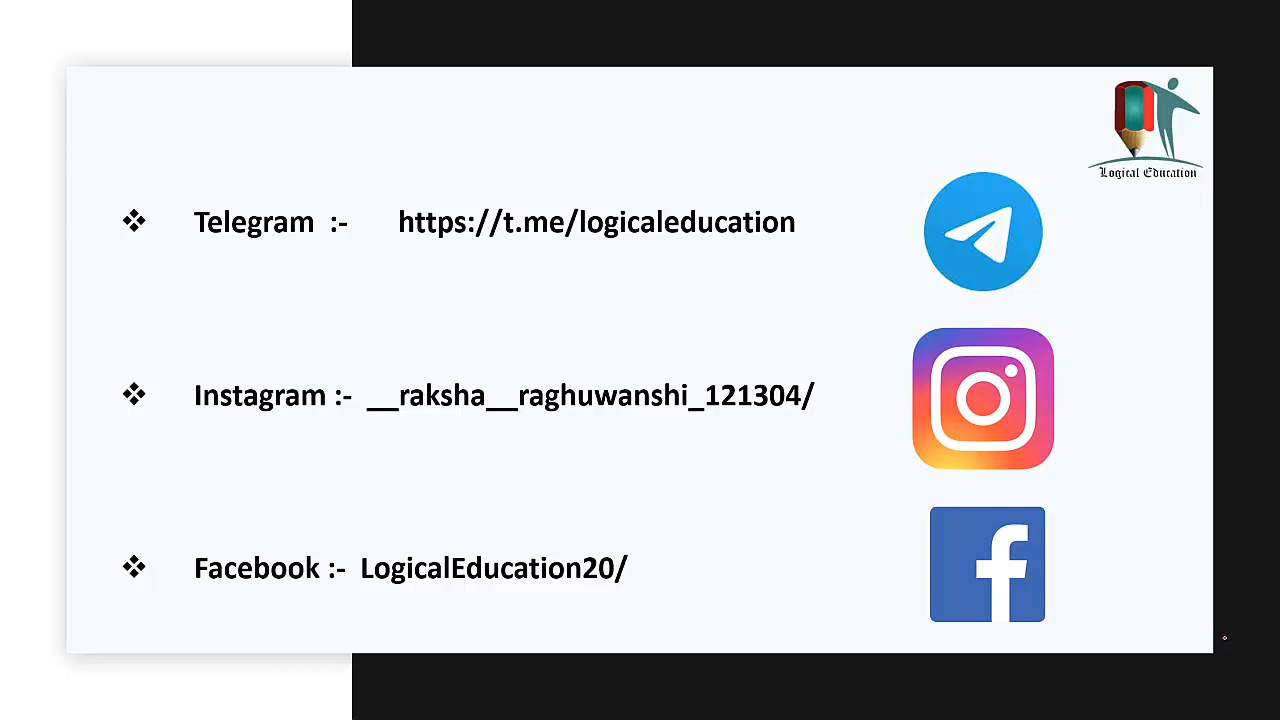 Logical Education
❖ Telegram :- https://t.me/logicaleducation
❖ Instagram :- __raksha__raghuwanshi_121304/
❖ Facebook :- LogicalEducation20/